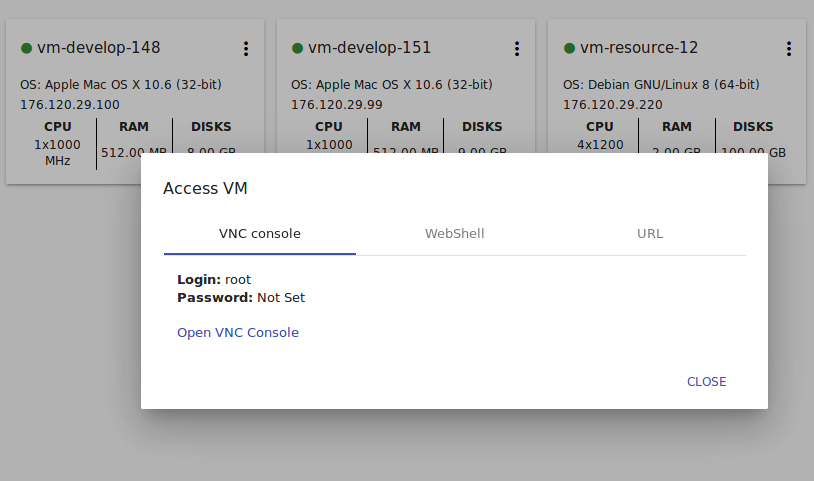 vm-develop-148
OS: Apple Mac OS X 10.6 (32-bit)
176.120.29.100
CPU RAM DISKS
1x1000 MHz 512.00 MB 8.00 GB
vm-develop-151
OS: Apple Mac OS X 10.6 (32-bit)
176.120.29.99
CPU RAM DISKS
1x1000 512.00 MB 9.00 GB
vm-resource-12
OS: Debian GNU/Linux 8 (64-bit)
176.120.29.220
CPU RAM DISKS
4x1200 2.00 GB 100.00 GB
Access VM
VNC console WebShell URL
Login: root
Password: Not Set
Open VNC Console
CLOSE